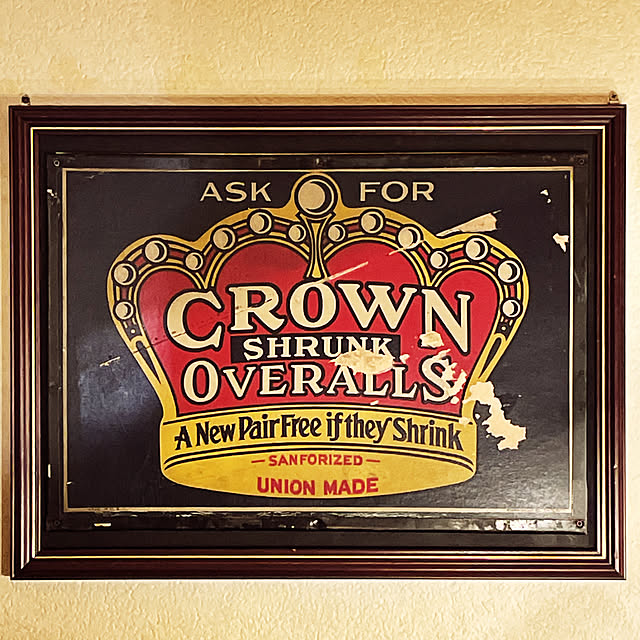 ASK FOR
CROWN
SHRUNK
OVERALLS
A New Pair Free if they Shrink
— SANFORIZED —
UNION MADE